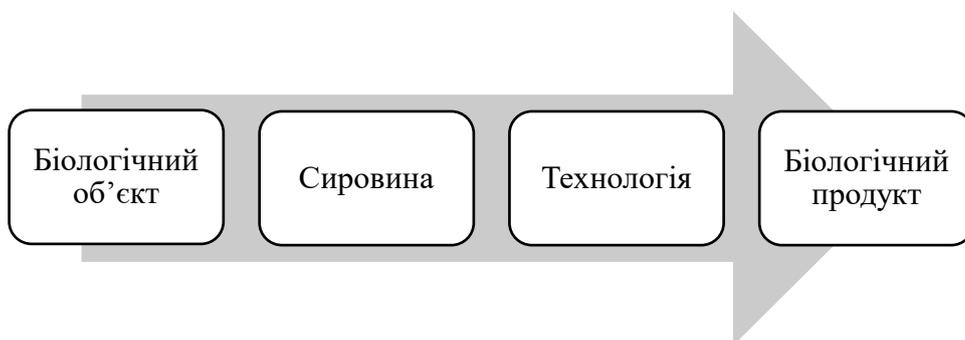 Біологічний
об’єкт
Сировина
Технологія
Біологічний
продукт